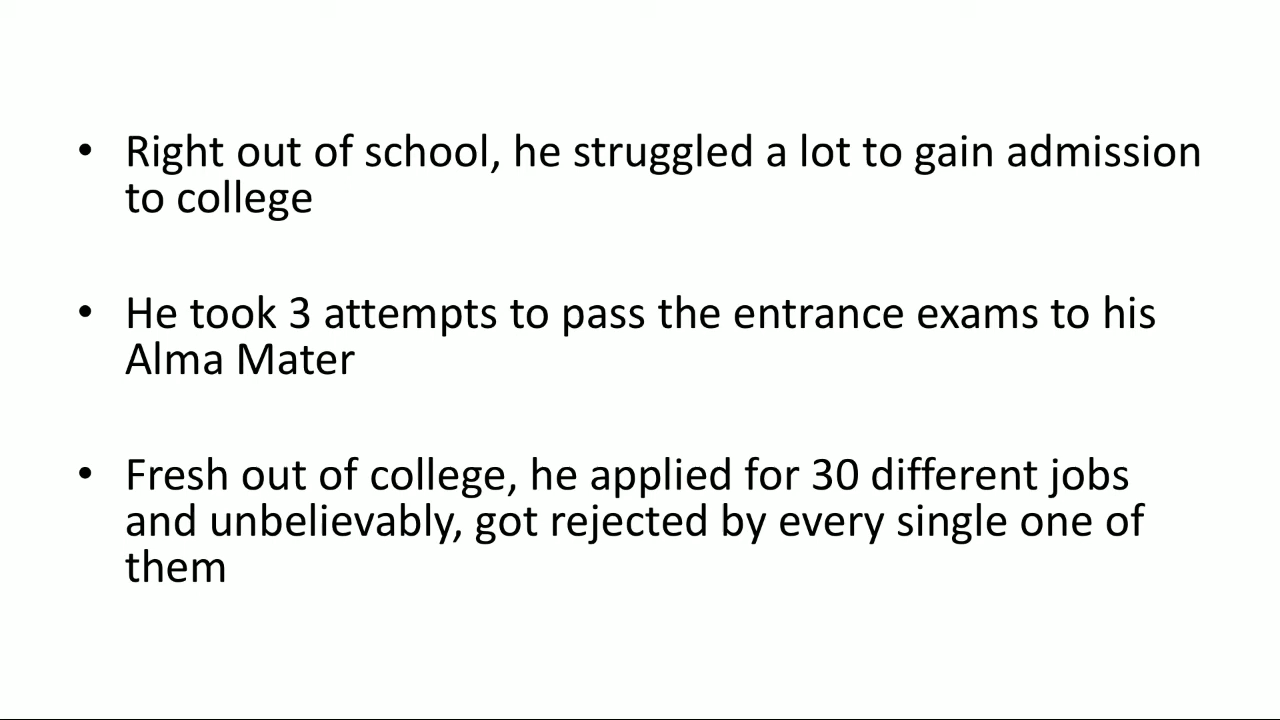 • Right out of school, he struggled a lot to gain admission
to college
• He took 3 attempts to pass the entrance exams to his
Alma Mater
• Fresh out of college, he applied for 30 different jobs
and unbelievably, got rejected by every single one of
them